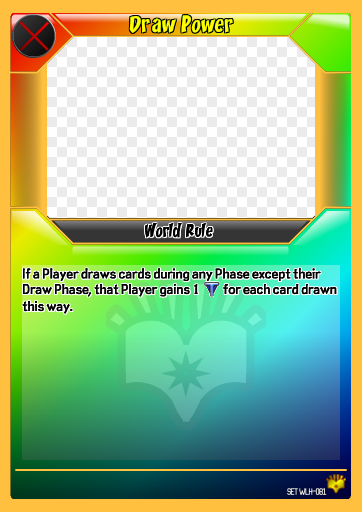 Draw Power
World Rule
If a Player draws cards during any Phase except their
Draw Phase, that Player gains 1 for each card drawn
this way.
SET WLH-081